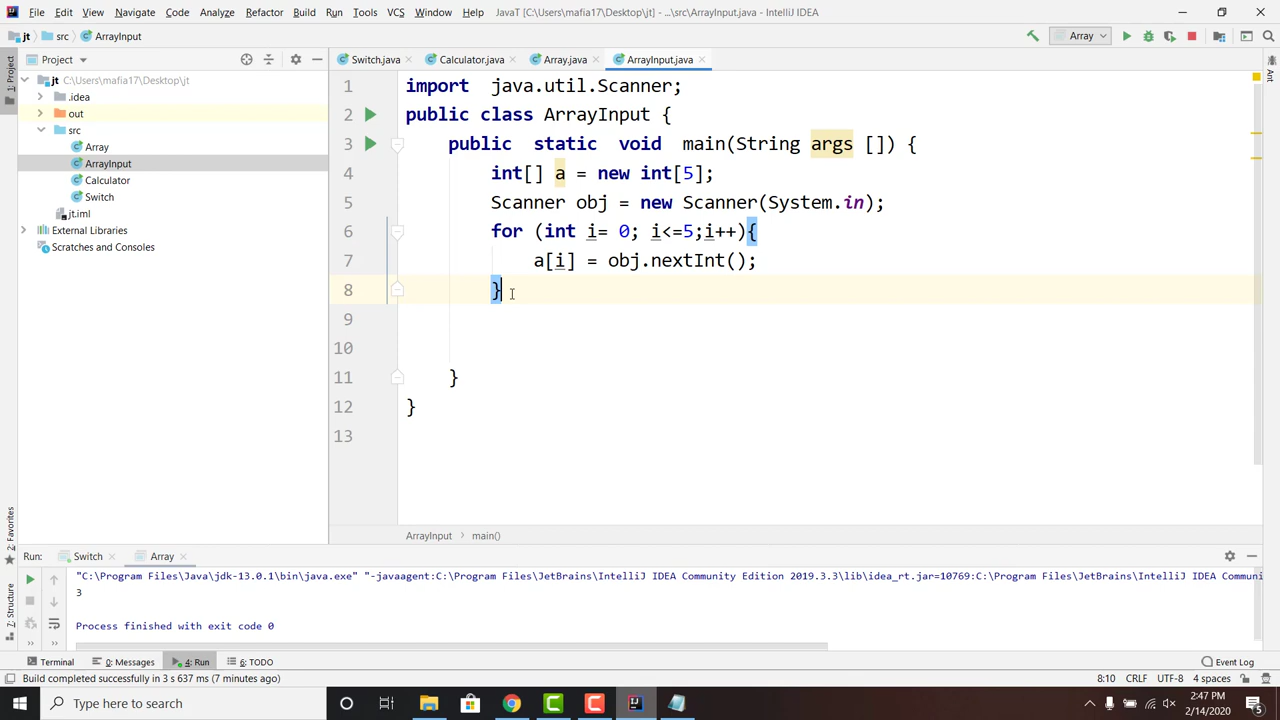 File Edit View Navigate Code Analyze Refactor Build Run Tools VCS Window Help JavaT [C:\Users\mafia17\Desktop\jt] - ...\src\ArrayInput.java - IntelliJ IDEA
jt src ArrayInput Array
Project Switch.java Calculator.java Array.java ArrayInput.java
1: Project
Ant
jt C:\Users\mafia17\Desktop\jt
.idea
out
src
Array
ArrayInput
Calculator
Switch
jt.iml
External Libraries
Scratches and Consoles
1 import java.util.Scanner;
2 public class ArrayInput {
3 public static void main(String args []) {
4 int[] a = new int[5];
5 Scanner obj = new Scanner(System.in);
6 for (int i= 0; i<=5;i++){
7 a[i] = obj.nextInt();
8 }
9
10
11 }
12 }
13
ArrayInput main()
2: Favorites
7: Structure
Run: Switch Array
"C:\Program Files\Java\jdk-13.0.1\bin\java.exe" "-javaagent:C:\Program Files\JetBrains\IntelliJ IDEA Community Edition 2019.3.3\lib\idea_rt.jar=10769:C:\Program Files\JetBrains\IntelliJ IDEA Communi
3
Process finished with exit code 0
Terminal 0: Messages 4: Run 6: TODO Event Log
Build completed successfully in 3 s 637 ms (7 minutes ago) 8:10 CRLF UTF-8 4 spaces
Type here to search
2:47 PM
2/14/2020
5